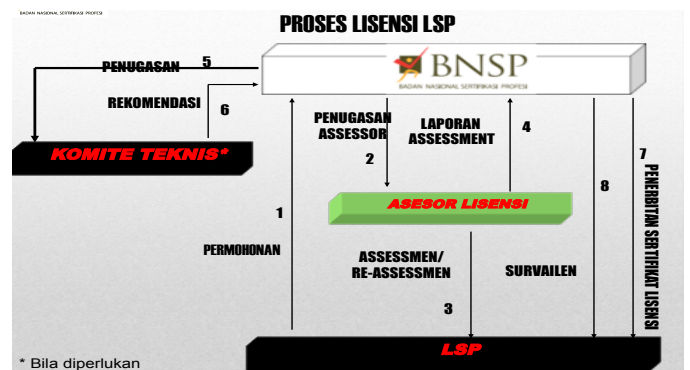 BADAN NASIONAL SERTIFIKASI PROFESI
PROSES LISENSI LSP
PENUGASAN 5
BNSP
BADAN NASIONAL SERTIFIKASI PROFESI
REKOMENDASI 6
PENUGASAN
ASSESSOR
2
LAPORAN
ASSESSMENT
4
7
PENERBITAN SERTIFIKAT LISENSI
KOMITE TEKNIS*
8
ASESOR LISENSI
1
PERMOHONAN
ASSESSMEN/
RE-ASSESSMEN
SURVAILEN
3
LSP
* Bila diperlukan